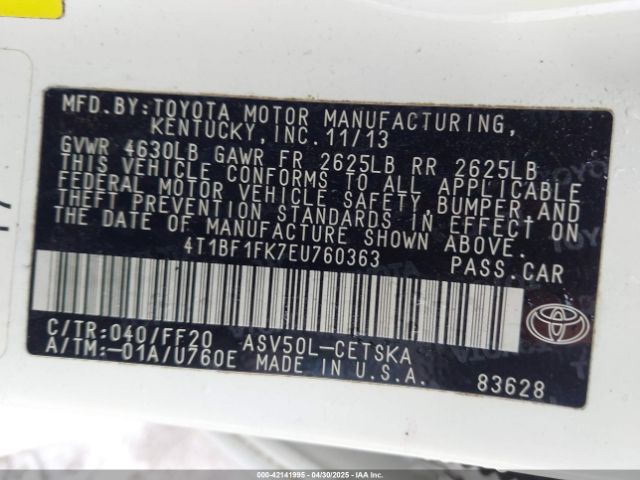 MFD.BY:TOYOTA MOTOR MANUFACTURING,
KENTUCKY,INC.11/13
GVWR 4630LB GAWR FR 2625LB RR 2625LB
THIS VEHICLE CONFORMS TO ALL APPLICABLE
FEDERAL MOTOR VEHICLE SAFETY,BUMPER,AND
THEFT PREVENTION STANDARDS IN EFFECT ON
THE DATE OF MANUFACTURE SHOWN ABOVE.
4T1BF1FK7EU760363 PASS.CAR
C/TR:040/FF20 ASV50L-CETSKA
A/TM:-01A/U760E MADE IN U.S.A. 83628
000-42141995 - 04/30/2025 - IAAI.com